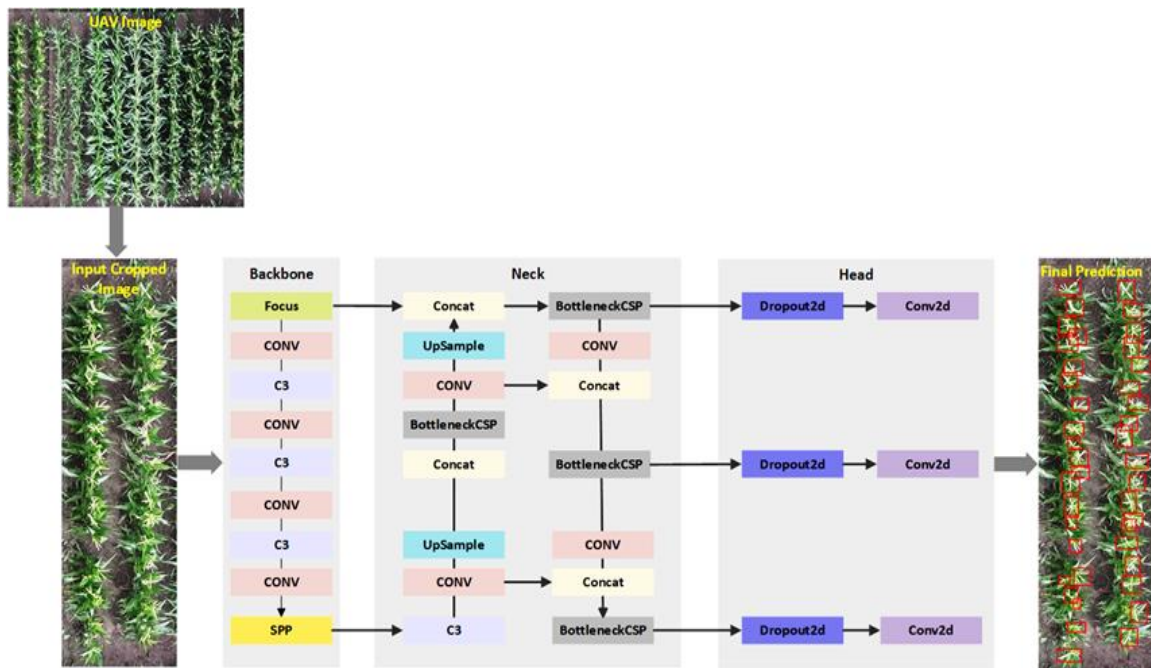 UAV Image
Input Cropped
Image
Backbone
Focus
CONV
C3
CONV
C3
CONV
C3
CONV
SPP
Neck
Concat
UpSample
CONV
BottleneckCSP
Concat
UpSample
CONV
C3
BottleneckCSP
CONV
Concat
BottleneckCSP
CONV
Concat
BottleneckCSP
Head
Dropout2d
Conv2d
Dropout2d
Conv2d
Dropout2d
Conv2d
Final Prediction